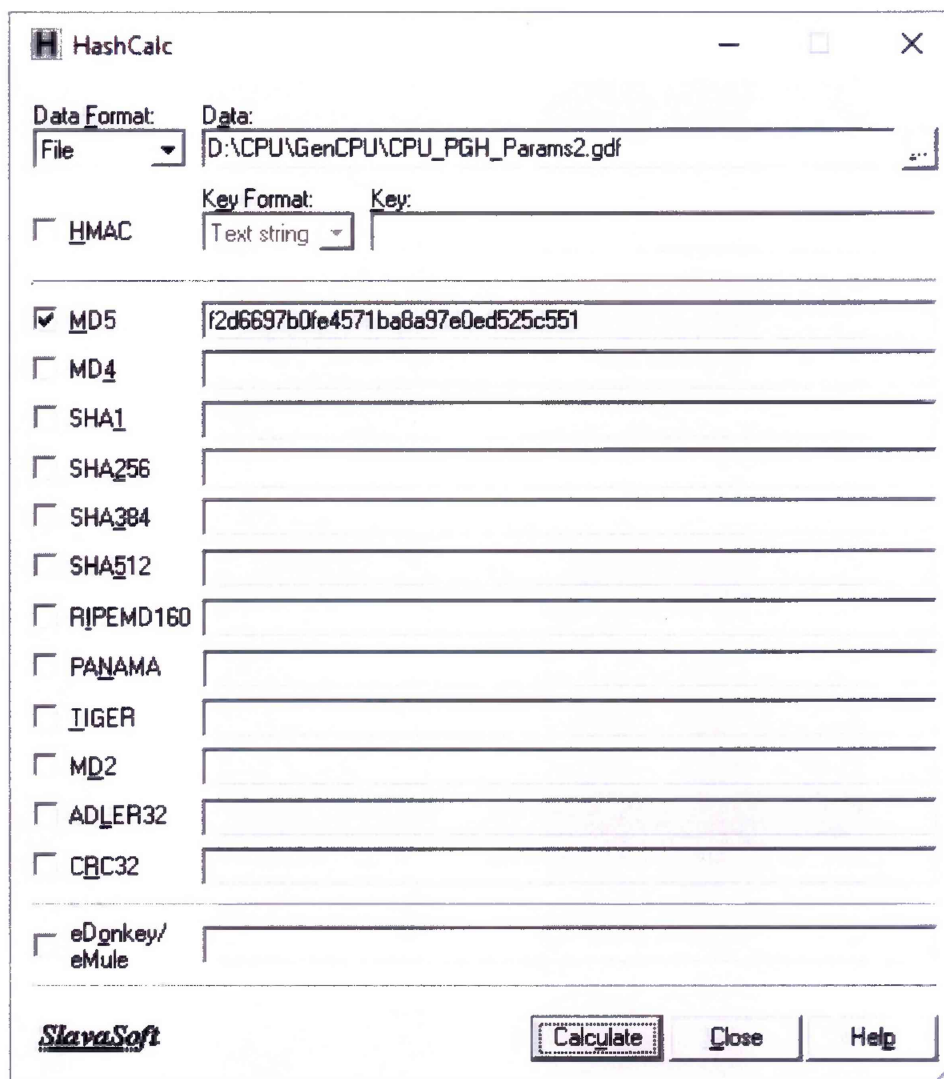 H HashCalc
Data Format: Data:
File D:\CPU\GenCPU\CPU_PGH_Params2.gdf ...
Key Format: Key:
HMAC Text string
MD5 f2d6697b0fe4571ba8a97e0ed525c551
MD4
SHA1
SHA256
SHA384
SHA512
RIPEMD160
PANAMA
TIGER
MD2
ADLER32
CRC32
eDonkey/
eMule
SlavaSoft Calculate Close Help